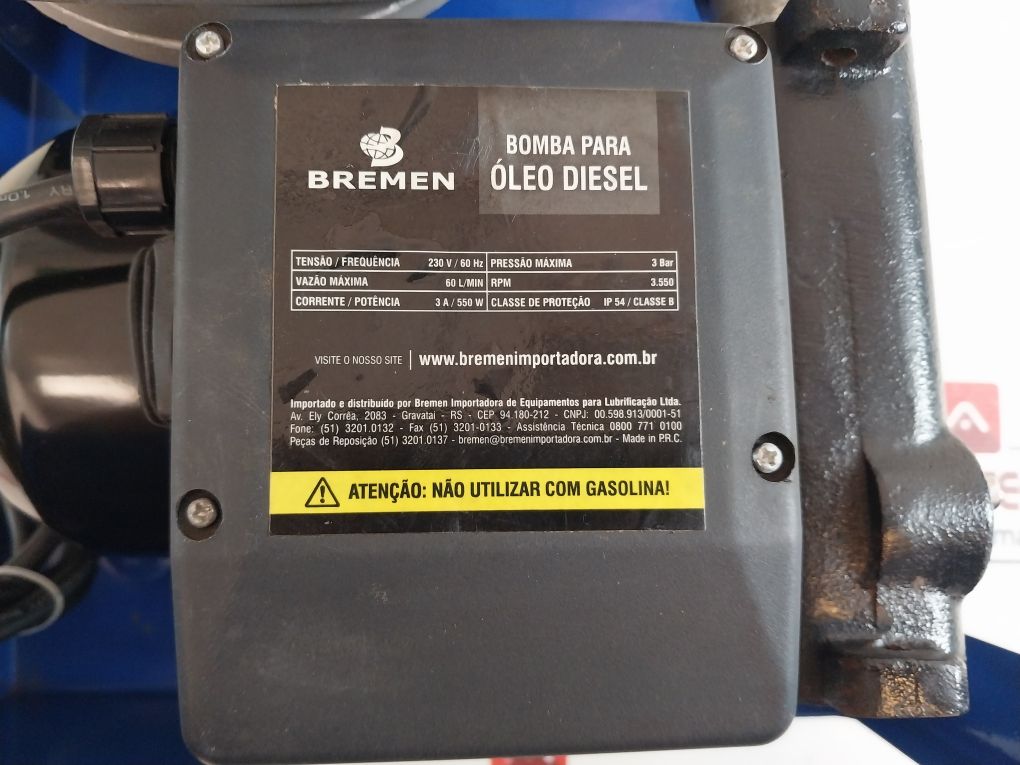 BREMEN
BOMBA PARA
ÓLEO DIESEL
TENSÃO / FREQUÊNCIA 230 V / 60 Hz PRESSÃO MÁXIMA 3 Bar
VAZÃO MÁXIMA 60 L/MIN RPM 3.550
CORRENTE / POTÊNCIA 3 A / 550 W CLASSE DE PROTEÇÃO IP 54 / CLASSE B
VISITE O NOSSO SITE www.bremenimportadora.com.br
Importado e distribuído por Bremen Importadora de Equipamentos para Lubrificação Ltda.
Av. Ely Corrêa, 2083 - Gravatai - RS - CEP 94.180-212 - CNPJ: 00.598.913/0001-51
Fone: (51) 3201.0132 - Fax (51) 3201-0133 - Assistência Técnica 0800 771 0100
Peças de Reposição (51) 3201.0137 - bremen@bremenimportadora.com.br - Made in P.R.C.
ATENÇÃO: NÃO UTILIZAR COM GASOLINA!